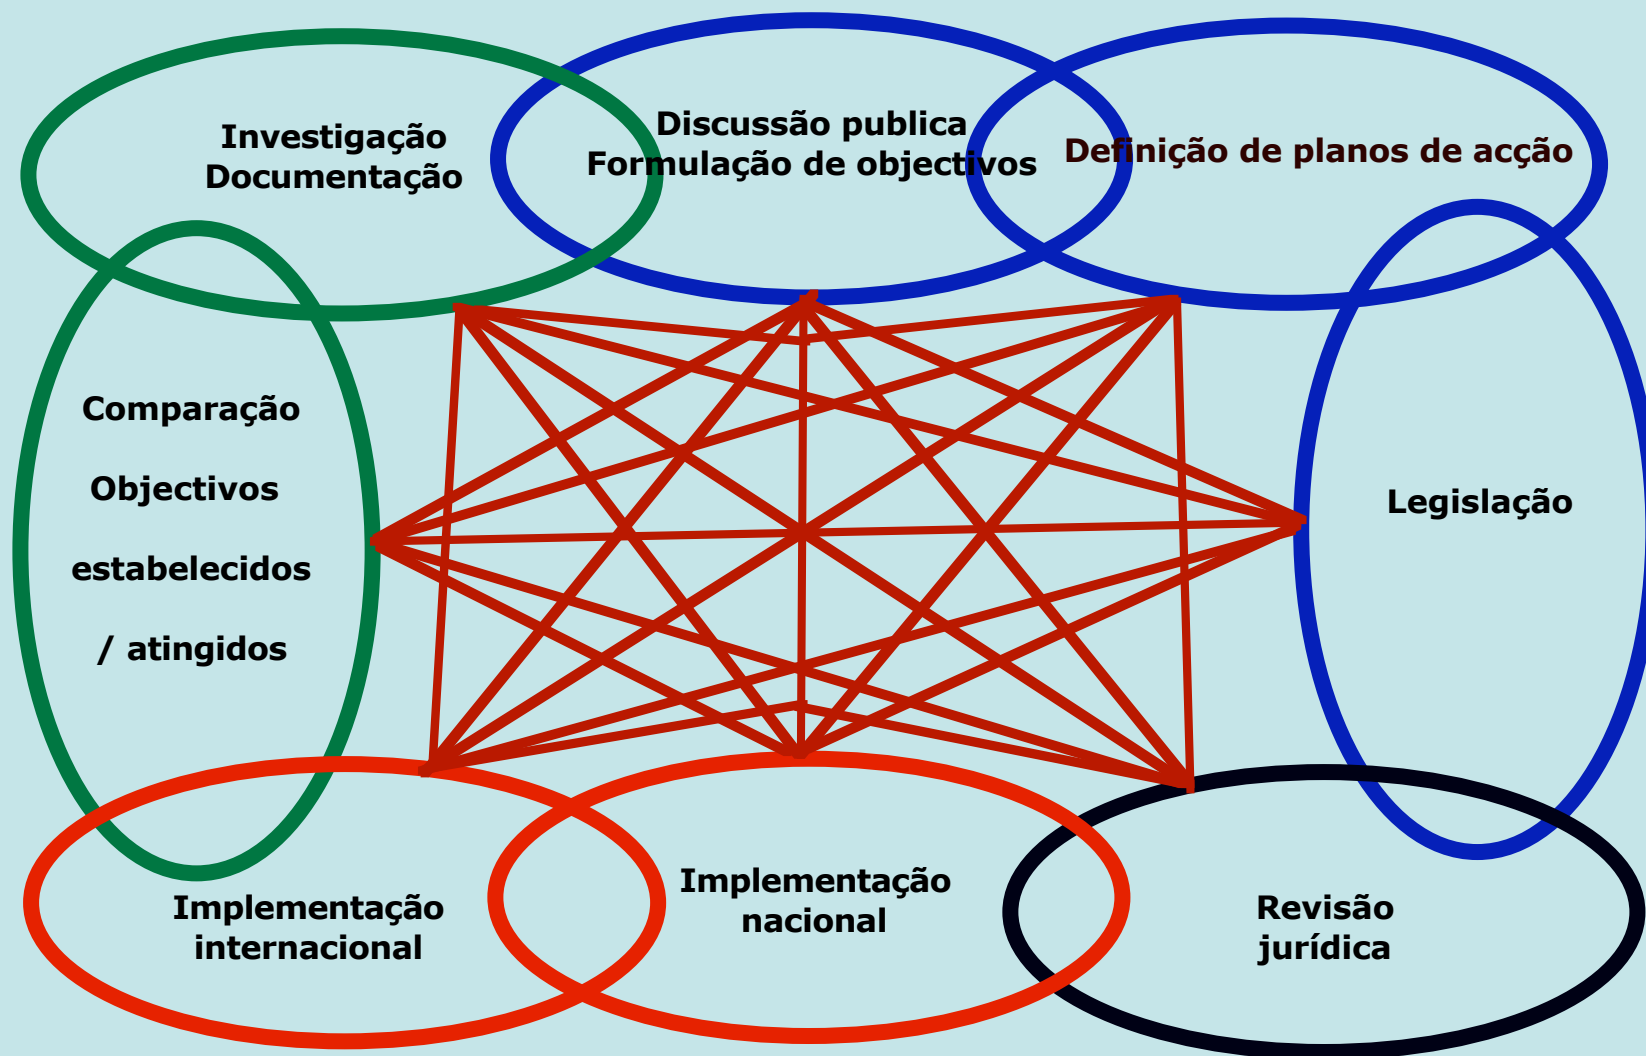 Investigação
Documentação
Discussão publica
Formulação de objectivos
Definição de planos de acção
Comparação
Objectivos
estabelecidos
/ atingidos
Legislação
Implementação
internacional
Implementação
nacional
Revisão
jurídica